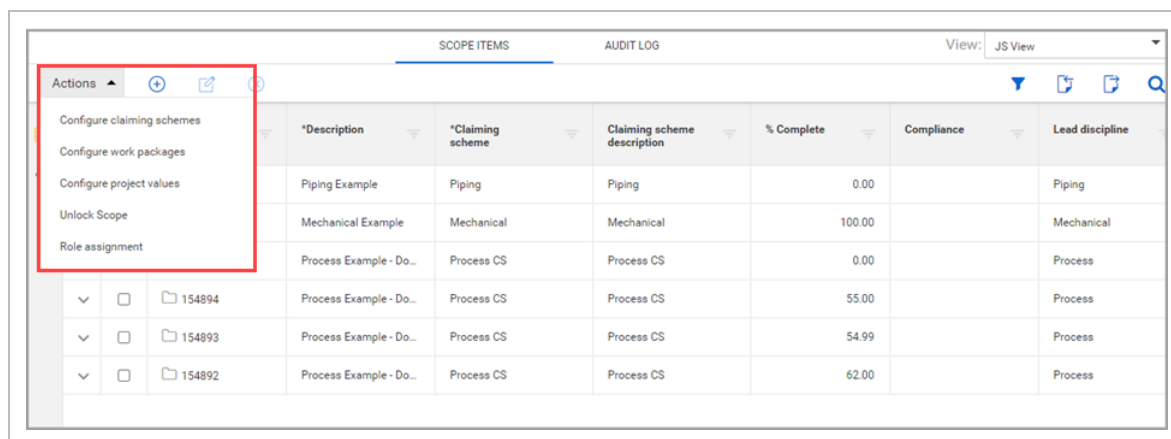 SCOPE ITEMS AUDIT LOG View: JS View
Actions
Configure claiming schemes
Configure work packages
Configure project values
Unlock Scope
Role assignment
*Description *Claiming scheme Claiming scheme description % Complete Compliance Lead discipline
Piping Example Piping Piping 0.00 Piping
Mechanical Example Mechanical Mechanical 100.00 Mechanical
Process Example - Do... Process CS Process CS 0.00 Process
154894 Process Example - Do... Process CS Process CS 55.00 Process
154893 Process Example - Do... Process CS Process CS 54.99 Process
154892 Process Example - Do... Process CS Process CS 62.00 Process